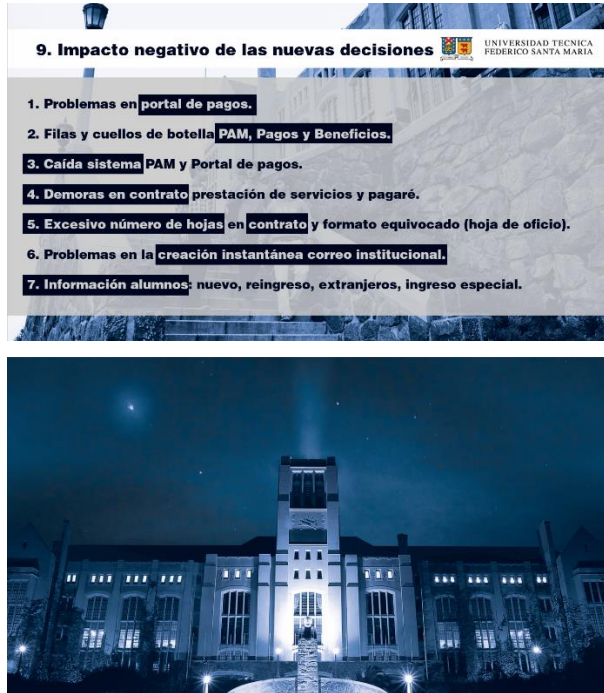 9. Impacto negativo de las nuevas decisiones
UNIVERSIDAD TECNICA
FEDERICO SANTA MARIA
1. Problemas en portal de pagos.
2. Filas y cuellos de botella PAM, Pagos y Beneficios.
3. Caída sistema PAM y Portal de pagos.
4. Demoras en contrato prestación de servicios y pagaré.
5. Excesivo número de hojas en contrato y formato equivocado (hoja de oficio).
6. Problemas en la creación instantánea correo institucional.
7. Información alumnos: nuevo, reingreso, extranjeros, ingreso especial.